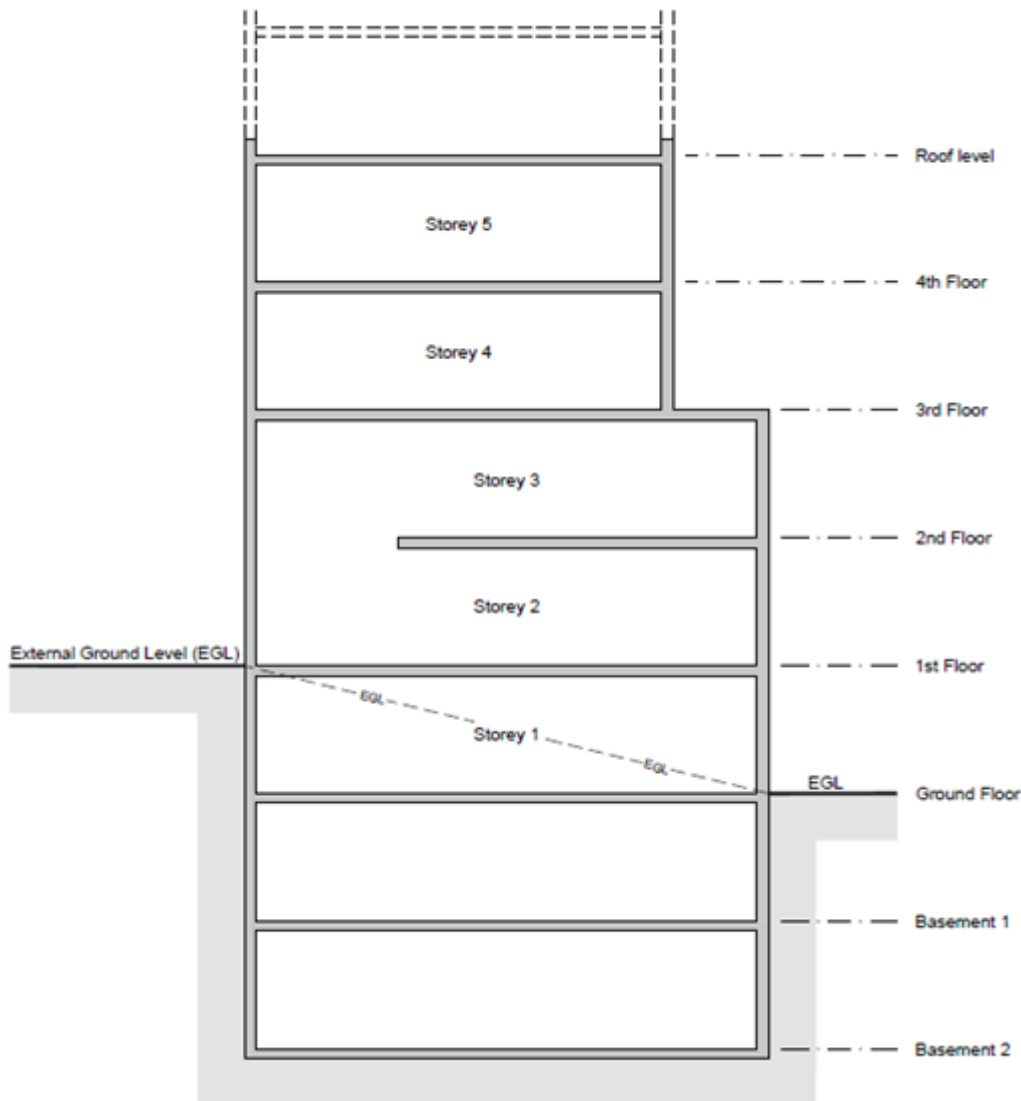 Roof level
Storey 5
4th Floor
Storey 4
3rd Floor
Storey 3
2nd Floor
Storey 2
External Ground Level (EGL)
1st Floor
EGL
Storey 1
EGL
EGL
Ground Floor
Basement 1
Basement 2